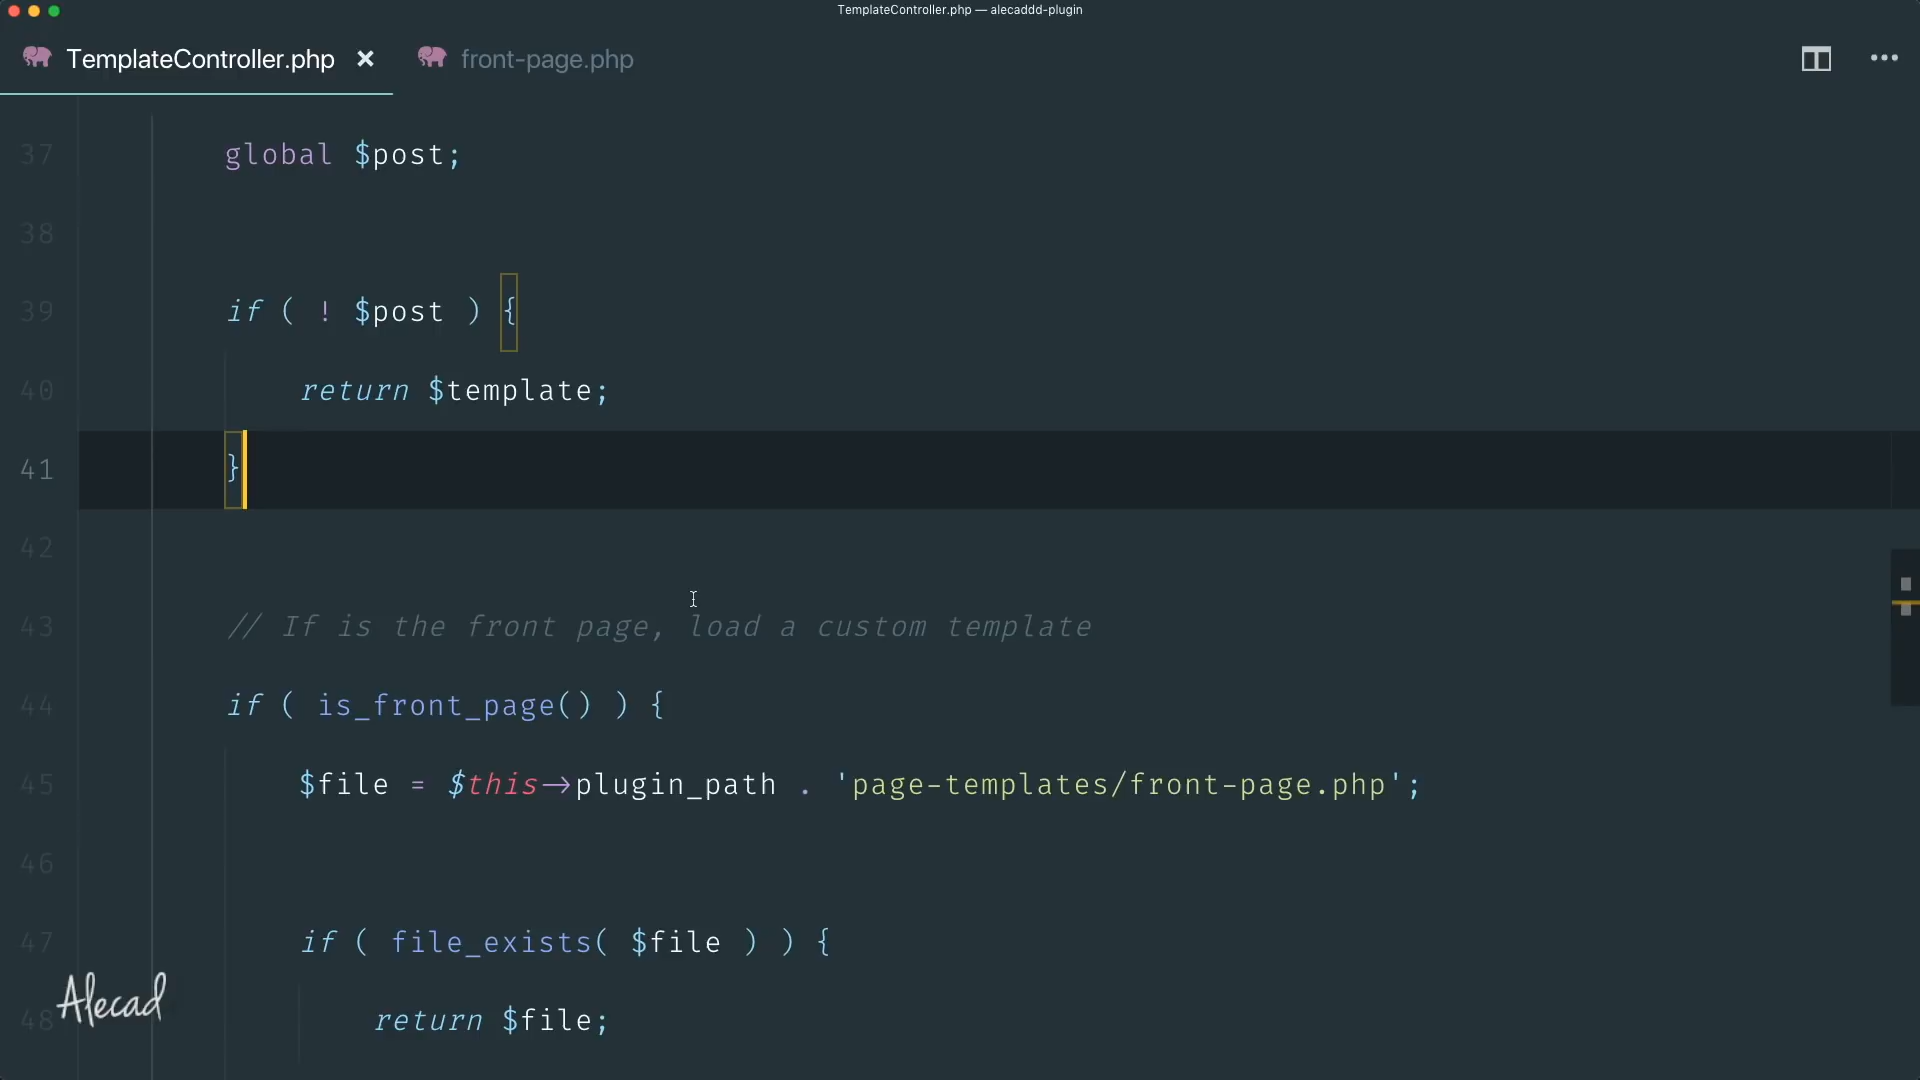 TemplateController.php — alecaddd-plugin
TemplateController.php
front-page.php
37 global $post;
38
39 if ( ! $post ) {
40 return $template;
41 }
42
43 // If is the front page, load a custom template
44 if ( is_front_page() ) {
45 $file = $this->plugin_path . 'page-templates/front-page.php';
46
47 if ( file_exists( $file ) ) {
48 return $file;
Alecad